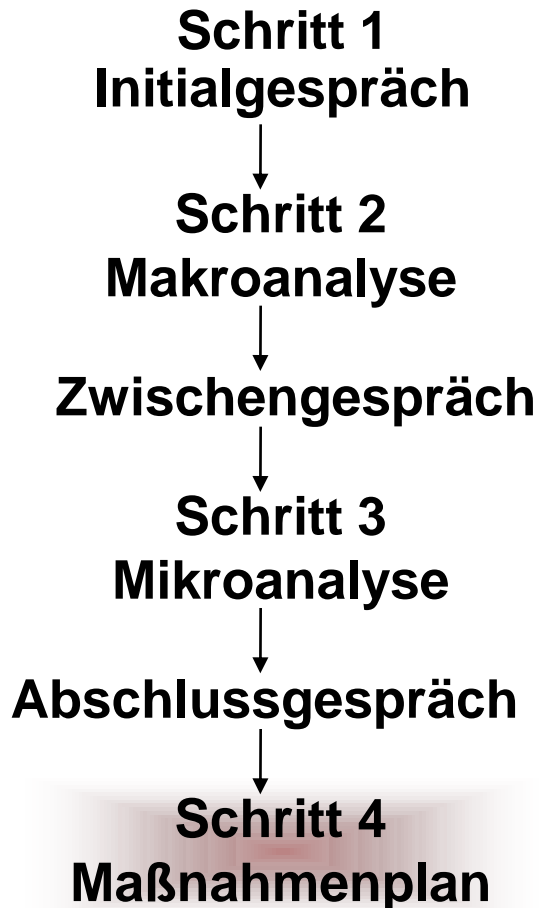 Schritt 1
Initialgespräch
Schritt 2
Makroanalyse
Zwischengespräch
Schritt 3
Mikroanalyse
Abschlussgespräch
Schritt 4
Maßnahmenplan